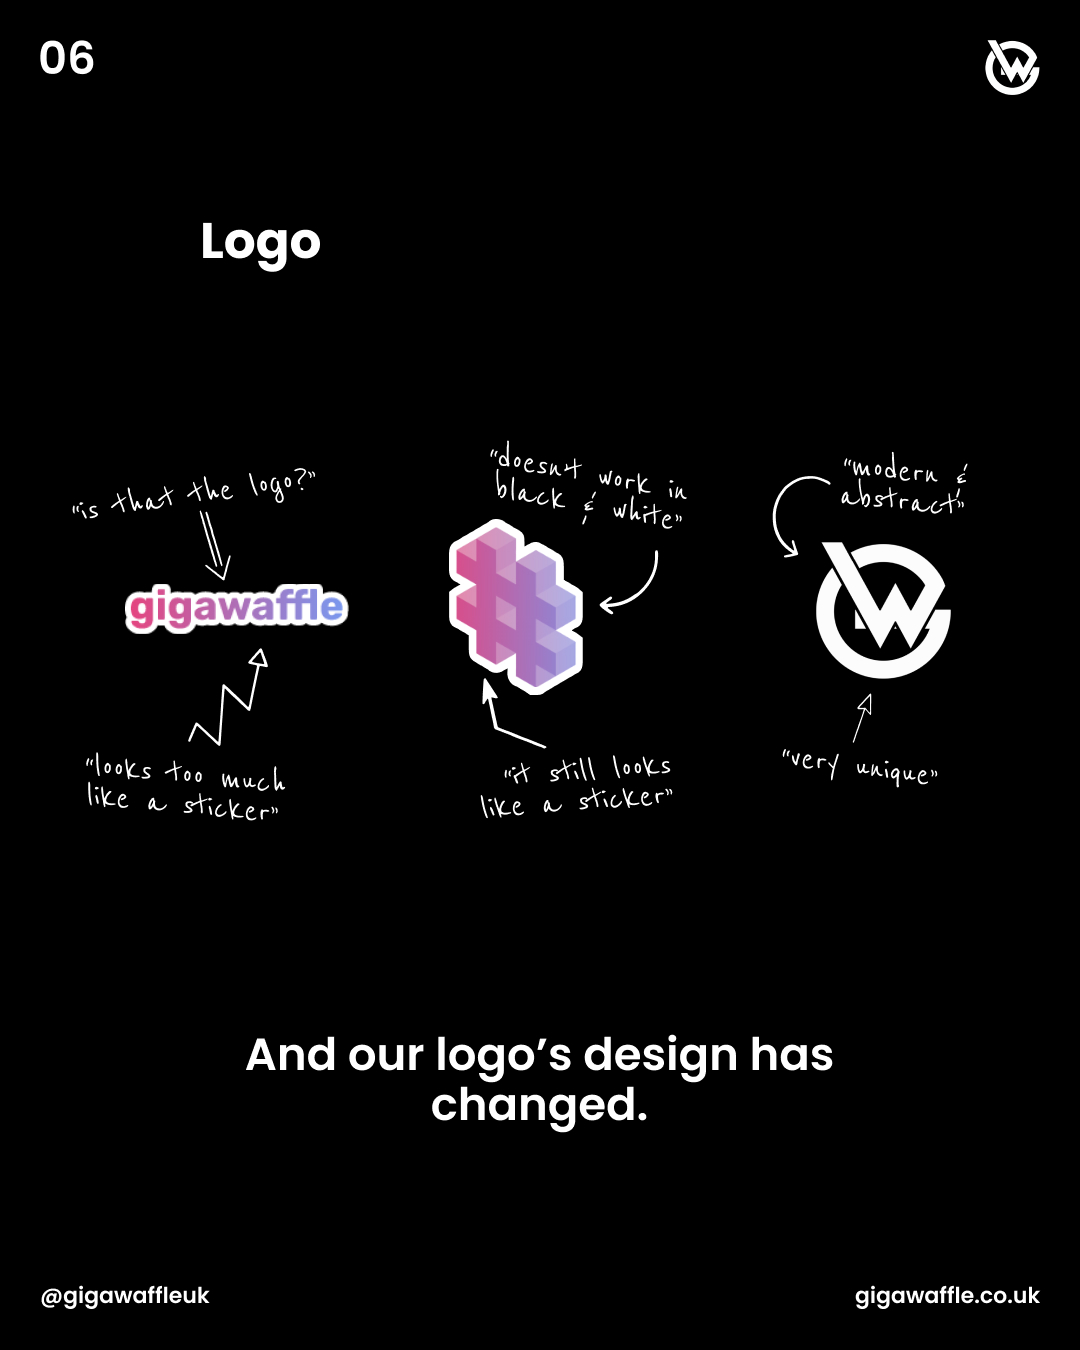 06
Logo
"is that the logo?"
gigawaffle
"looks too much
like a sticker"
"doesnt work in
black & white"
"it still looks
like a sticker"
"modern &
abstract"
"very unique"
And our logo’s design has
changed.
@gigawaffleuk
gigawaffle.co.uk